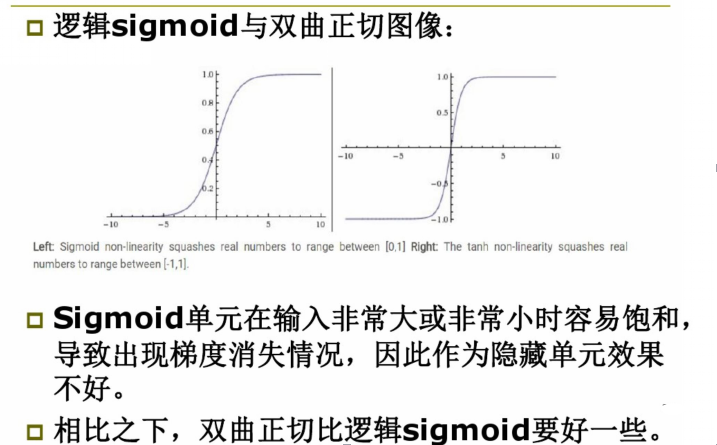 逻辑sigmoid与双曲正切图像：
1.0
0.8
0.6
0.4
0.2
-10 -5 5 10
1.0
0.5
-10 -5 5 10
-0.5
-1.0
Left: Sigmoid non-linearity squashes real numbers to range between [0,1] Right: The tanh non-linearity squashes real
numbers to range between [-1,1].
Sigmoid单元在输入非常大或非常小时容易饱和，
导致出现梯度消失情况，因此作为隐藏单元效果
不好。
相比之下，双曲正切比逻辑sigmoid要好一些。